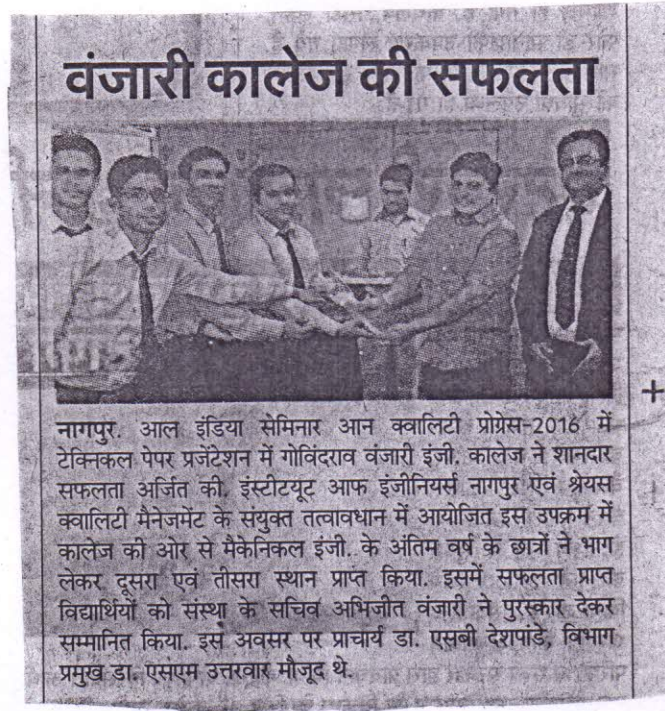 वंजारी कालेज की सफलता
नागपुर. आल इंडिया सेमिनार आन क्वालिटी प्रोग्रेस-2016 में
टेक्निकल पेपर प्रजेंटेशन में गोविंदराव वंजारी इंजी. कालेज ने शानदार
सफलता अर्जित की. इंस्टीटयूट् आफ इंजीनियर्स नागपुर एवं श्रेयस
क्वालिटी मैनेजमेंट के संयुक्त तत्वावधान में आयोजित इस उपक्रम में
कालेज की ओर से मैकेनिकल इंजी. के अंतिम वर्ष के छात्रों ने भाग
लेकर दूसरा एवं तीसरा स्थान प्राप्त किया. इसमें सफलता प्राप्त
विद्यार्थियों को संस्था के सचिव अभिजीत वंजारी ने पुरस्कार देकर
सम्मानित किया. इस अवसर पर प्राचार्य डा. एसबी देशपांडे, विभाग
प्रमुख डा. एसएम उत्तरवार मौजूद थे.